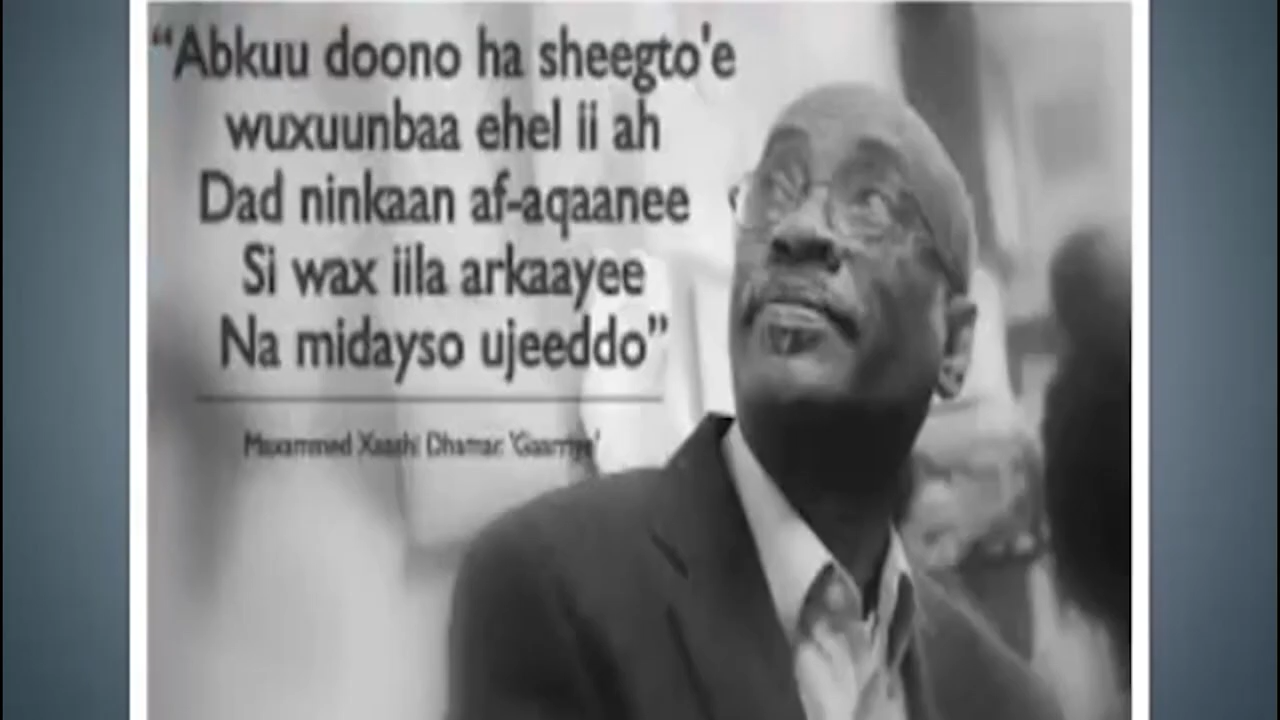 “Abkuu doono ha sheegto'e
wuxuunbaa ehel ii ah
Dad ninkaan af-aqaanee
Si wax iila arkaayee
Na midayso ujeeddo”
Maxammed Xaashi Dhamac 'Gaarriye'